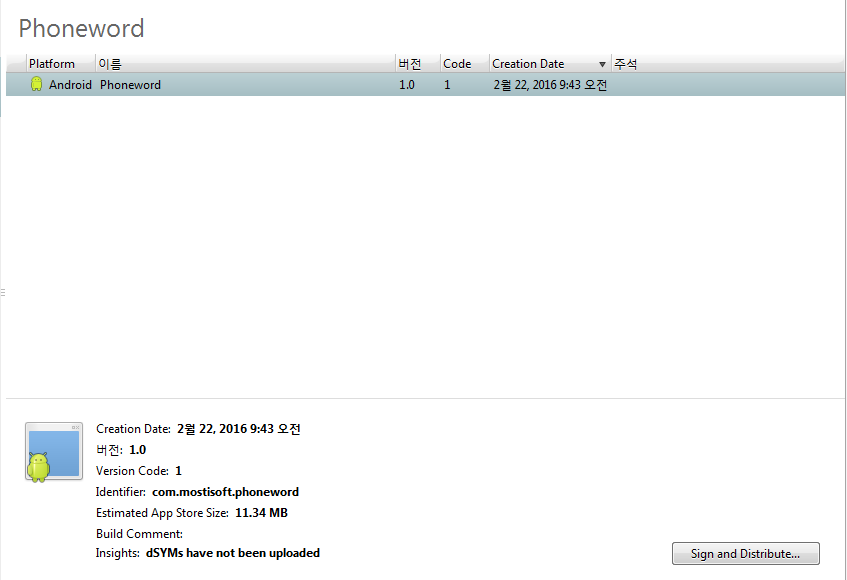 Phoneword
Platform 이름 버전 Code Creation Date 주석
Android Phoneword 1.0 1 2월 22, 2016 9:43 오전
Creation Date: 2월 22, 2016 9:43 오전
버전: 1.0
Version Code: 1
Identifier: com.mostisoft.phoneword
Estimated App Store Size: 11.34 MB
Build Comment:
Insights: dSYMs have not been uploaded
Sign and Distribute...